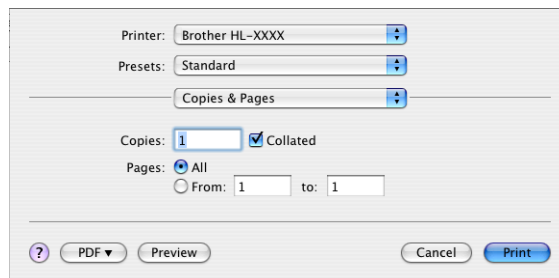 Printer: Brother HL-XXXX
Presets: Standard
Copies & Pages
Copies: 1 Collated
Pages: All
From: 1 to: 1
? PDF ▼ Preview Cancel Print